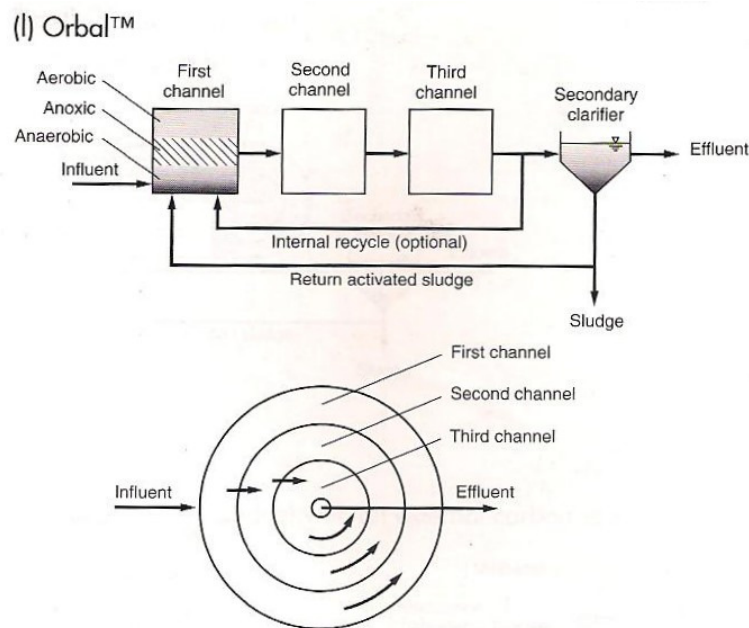 (l) Orbal™
Aerobic
Anoxic
Anaerobic
Influent
First
channel
Second
channel
Third
channel
Secondary
clarifier
Effluent
Internal recycle (optional)
Return activated sludge
Sludge
First channel
Second channel
Third channel
Influent
Effluent